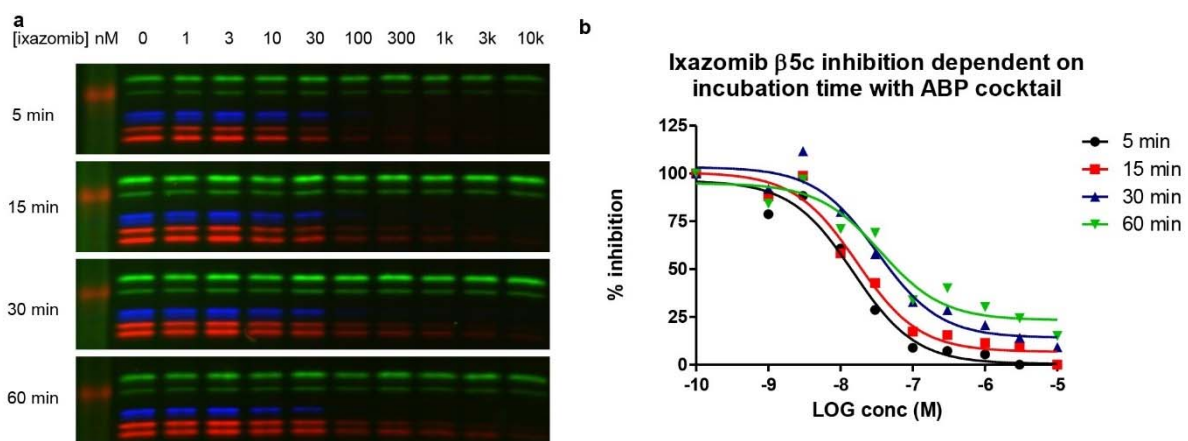 a
[ixazomib] nM 0 1 3 10 30 100 300 1k 3k 10k
5 min
15 min
30 min
60 min
b
Ixazomib β5c inhibition dependent on
incubation time with ABP cocktail
% inhibition
125
100
75
50
25
0
-10 -9 -8 -7 -6 -5
LOG conc (M)
5 min
15 min
30 min
60 min